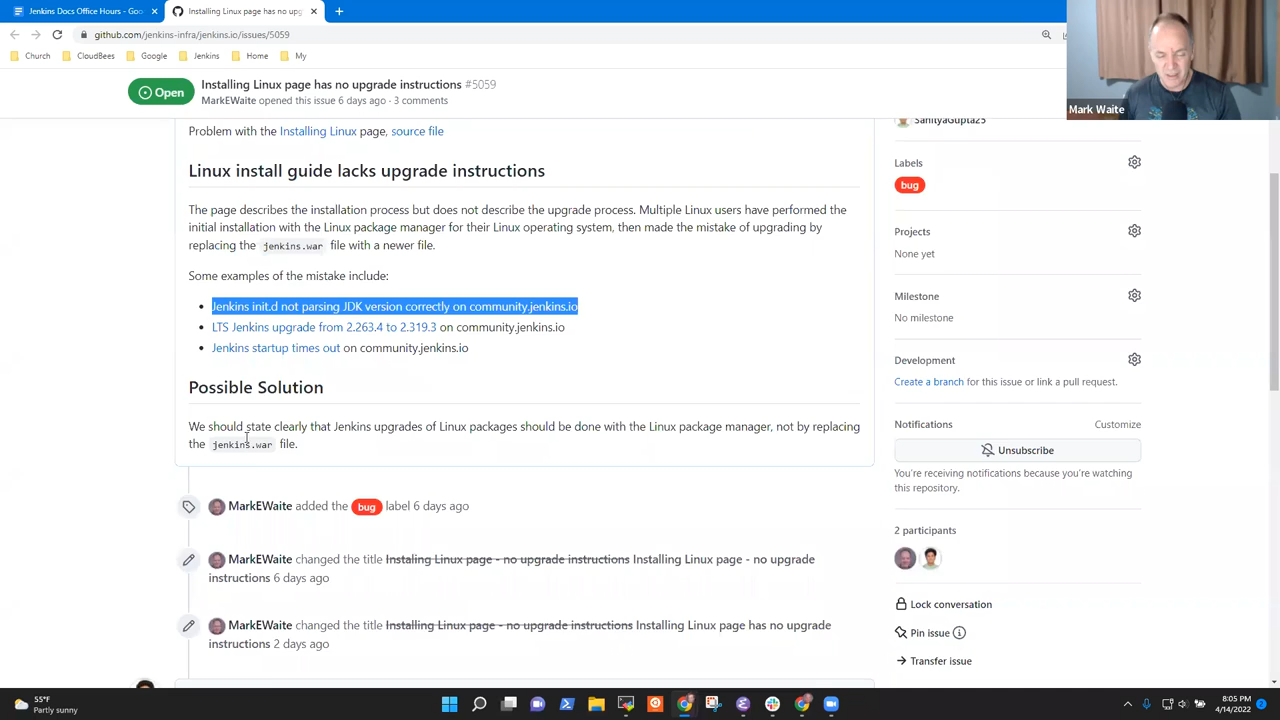 Jenkins Docs Office Hours - Goo
Installing Linux page has no upg
github.com/jenkins-infra/jenkins.io/issues/5059
Church
CloudBees
Google
Jenkins
Home
My
Mark Waite
Open
Installing Linux page has no upgrade instructions #5059
MarkEWaite opened this issue 6 days ago · 3 comments
Problem with the Installing Linux page, source file
Linux install guide lacks upgrade instructions
The page describes the installation process but does not describe the upgrade process. Multiple Linux users have performed the
initial installation with the Linux package manager for their Linux operating system, then made the mistake of upgrading by
replacing the jenkins.war file with a newer file.
Some examples of the mistake include:
Jenkins init.d not parsing JDK version correctly on community.jenkins.io
LTS Jenkins upgrade from 2.263.4 to 2.319.3 on community.jenkins.io
Jenkins startup times out on community.jenkins.io
Possible Solution
We should state clearly that Jenkins upgrades of Linux packages should be done with the Linux package manager, not by replacing
the jenkins.war file.
MarkEWaite added the bug label 6 days ago
MarkEWaite changed the title Instaling Linux page - no upgrade instructions Installing Linux page - no upgrade
instructions 6 days ago
MarkEWaite changed the title Installing Linux page - no upgrade instructions Installing Linux page has no upgrade
instructions 2 days ago
SanityaGupta25
Labels
bug
Projects
None yet
Milestone
No milestone
Development
Create a branch for this issue or link a pull request.
Notifications
Customize
Unsubscribe
You're receiving notifications because you're watching
this repository.
2 participants
Lock conversation
Pin issue
Transfer issue
55°F
Partly sunny
8:05 PM
4/14/2022